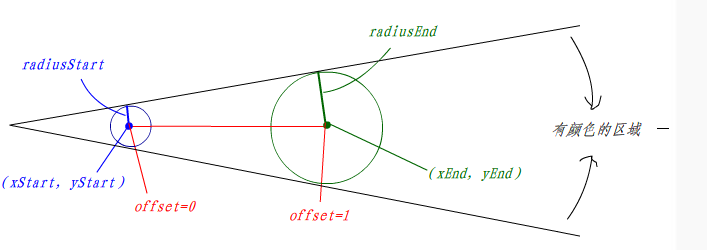 radiusEnd
radiusStart
有颜色的区域
(xStart, yStart)
(xEnd, yEnd)
offset=0
offset=1